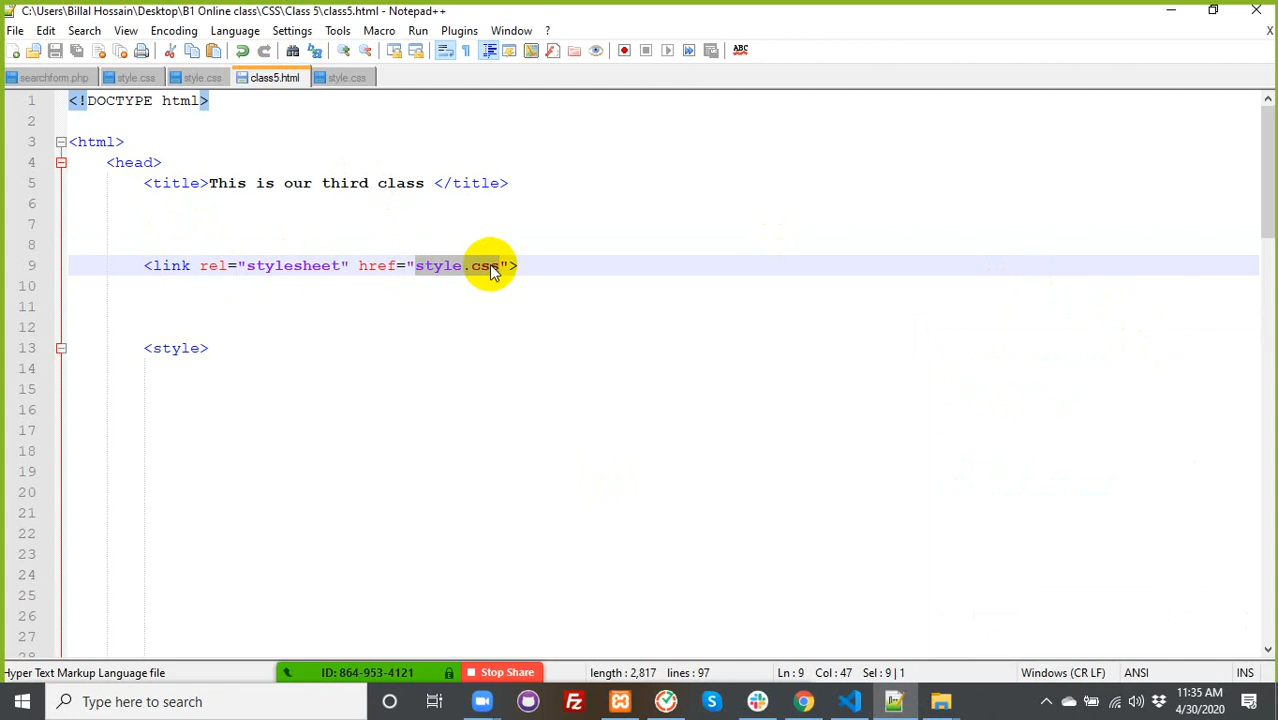 C:\Users\Billal Hossain\Desktop\B1 Online class\CSS\Class 5\class5.html - Notepad++
File Edit Search View Encoding Language Settings Tools Macro Run Plugins Window ? X
ABC
searchform.php style.css style.css class5.html style.css
1 <!DOCTYPE html>
2
3 <html>
4 <head>
5 <title>This is our third class </title>
6
7
8
9 <link rel="stylesheet" href="style.css">
10
11
12
13 <style>
14
15
16
17
18
19
20
21
22
23
24
25
26
27
28
Hyper Text Markup Language file ID: 864-953-4121 Stop Share length : 2,817 lines : 97 Ln : 9 Col : 47 Sel : 9 | 1 Windows (CR LF) ANSI INS
Type here to search 11:35 AM
4/30/2020